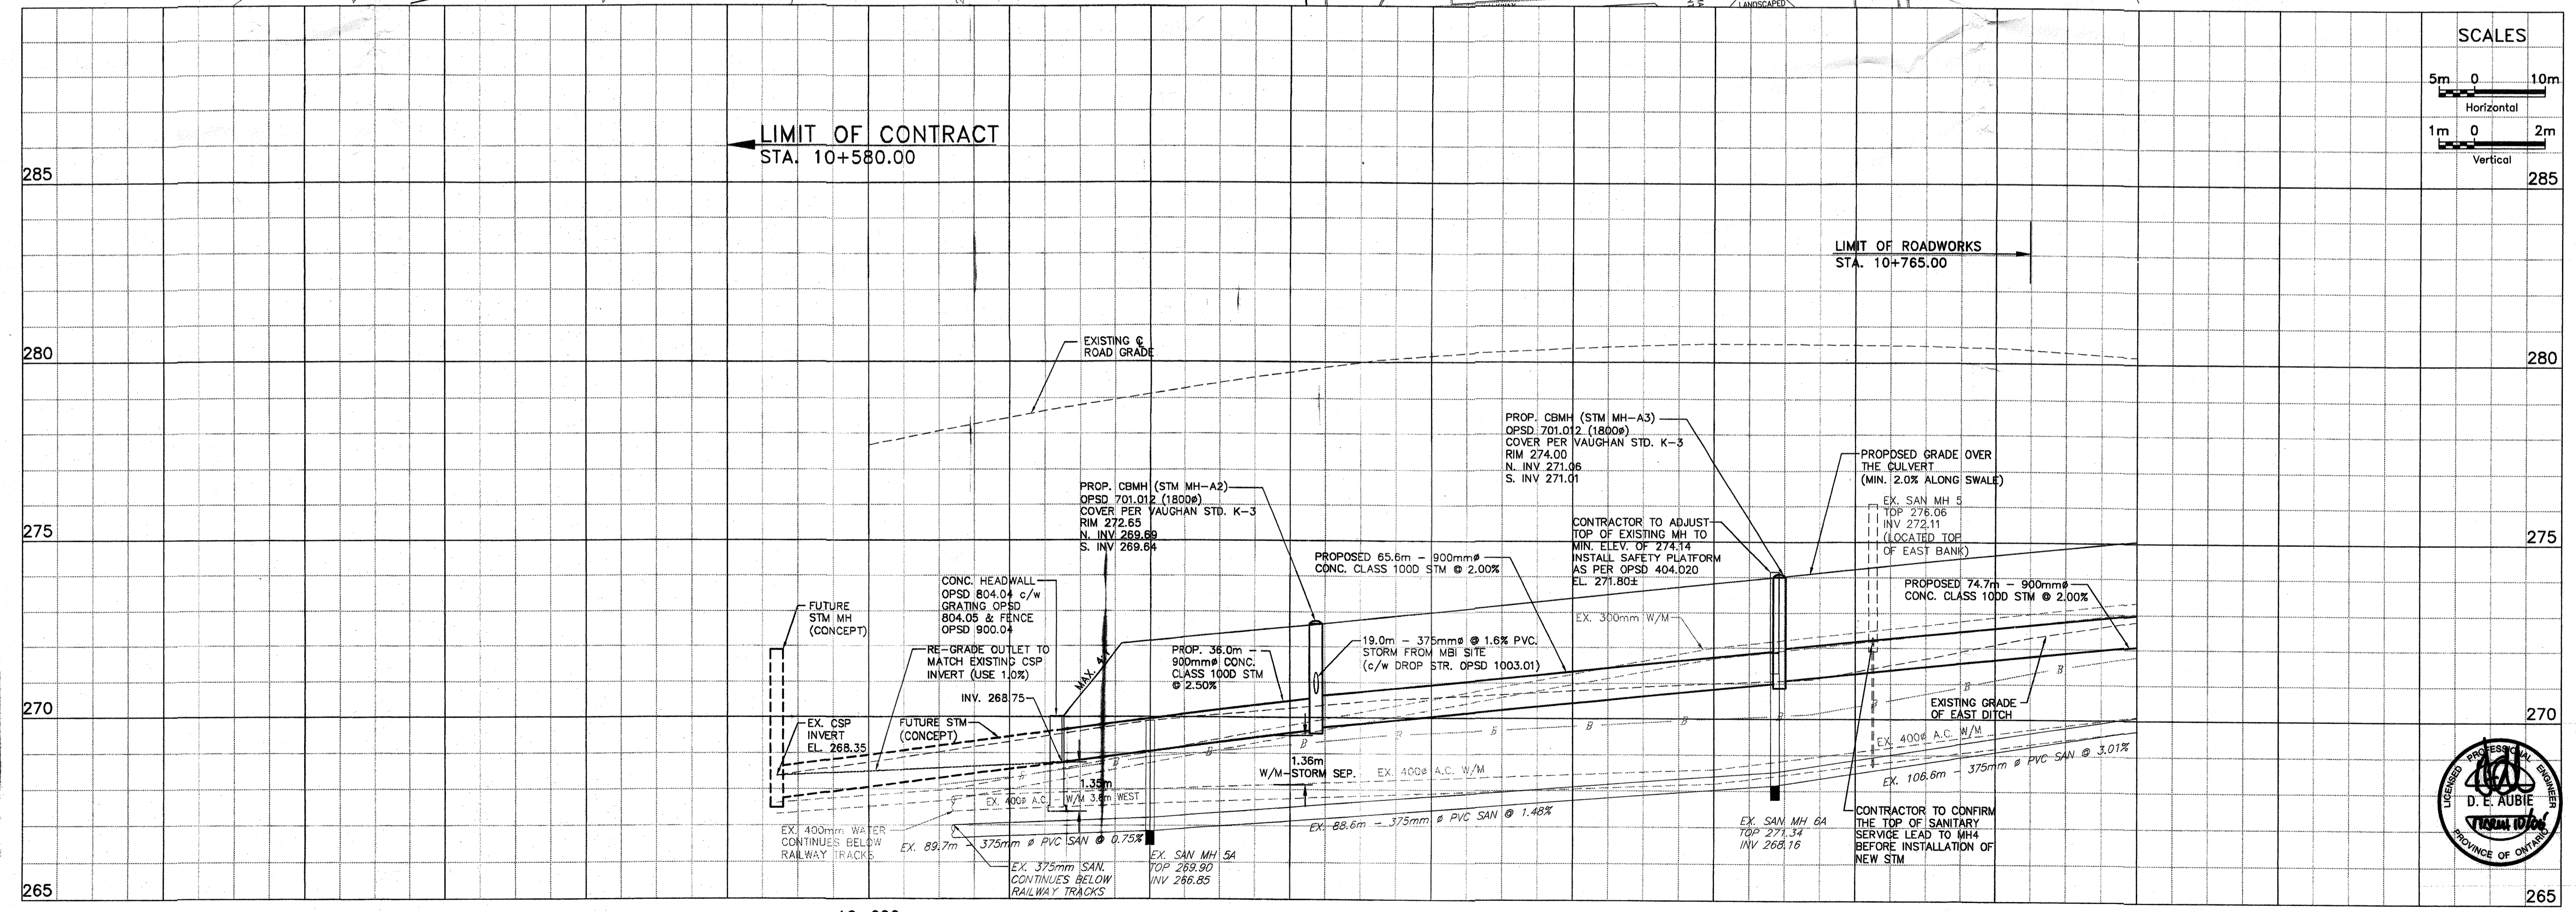 LANDSCAPED
SCALES
5m 0 10m
Horizontal
1m 0 2m
Vertical
LIMIT OF CONTRACT
STA. 10+580.00
285
285
LIMIT OF ROADWORKS
STA. 10+765.00
EXISTING ℄
ROAD GRADE
280
280
PROP. CBMH (STM MH-A3)
OPSD 701.012 (1800ø)
COVER PER VAUGHAN STD. K-3
RIM 274.00
N. INV 271.06
S. INV 271.01
PROPOSED GRADE OVER
THE CULVERT
(MIN. 2.0% ALONG SWALE)
PROP. CBMH (STM MH-A2)
OPSD 701.012 (1800ø)
COVER PER VAUGHAN STD. K-3
RIM 272.65
N. INV 269.69
S. INV 269.64
EX. SAN MH 5
TOP 276.06
INV 272.11
(LOCATED TOP
OF EAST BANK)
CONTRACTOR TO ADJUST
TOP OF EXISTING MH TO
MIN. ELEV. OF 274.14
INSTALL SAFETY PLATFORM
AS PER OPSD 404.020
EL. 271.80±
275
275
PROPOSED 65.6m - 900mmø
CONC. CLASS 100D STM @ 2.00%
CONC. HEADWALL
OPSD 804.04 c/w
GRATING OPSD
804.05 & FENCE
OPSD 900.04
PROPOSED 74.7m - 900mmø
CONC. CLASS 100D STM @ 2.00%
FUTURE
STM MH
(CONCEPT)
EX. 300mm W/M
RE-GRADE OUTLET TO
MATCH EXISTING CSP
INVERT (USE 1.0%)
MAX.
PROP. 36.0m -
900mmø CONC.
CLASS 100D STM
@ 2.50%
19.0m - 375mmø @ 1.6% PVC.
STORM FROM MBI SITE
(c/w DROP STR. OPSD 1003.01)
INV. 268.75
EXISTING GRADE
OF EAST DITCH
270
270
EX. CSP
INVERT
EL. 268.35
FUTURE STM
(CONCEPT)
EX. 400ø A.C. W/M
1.36m
W/M-STORM SEP.
EX. 400ø A.C. W/M
1.35m
EX. 400ø A.C. W/M 3.6m WEST
EX. 106.6m - 375mm ø PVC SAN @ 3.01%
EX. 400mm WATER
CONTINUES BELOW
RAILWAY TRACKS
EX. 89.7m - 375mm ø PVC SAN @ 0.75%
EX. 88.6m - 375mm ø PVC SAN @ 1.48%
EX. SAN MH 6A
TOP 271.34
INV 268.16
CONTRACTOR TO CONFIRM
THE TOP OF SANITARY
SERVICE LEAD TO MH4
BEFORE INSTALLATION OF
NEW STM
EX. SAN MH 5A
TOP 269.90
INV 266.85
EX. 375mm SAN.
CONTINUES BELOW
RAILWAY TRACKS
LICENSED PROFESSIONAL ENGINEER
D. E. AUBIE
PROVINCE OF ONTARIO
265
265